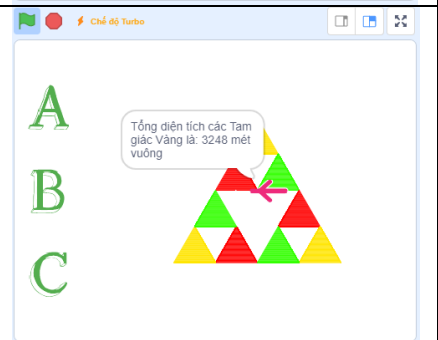 Chế độ Turbo
A
Tổng diện tích các Tam
giác Vàng là: 3248 mét
vuông
B
C